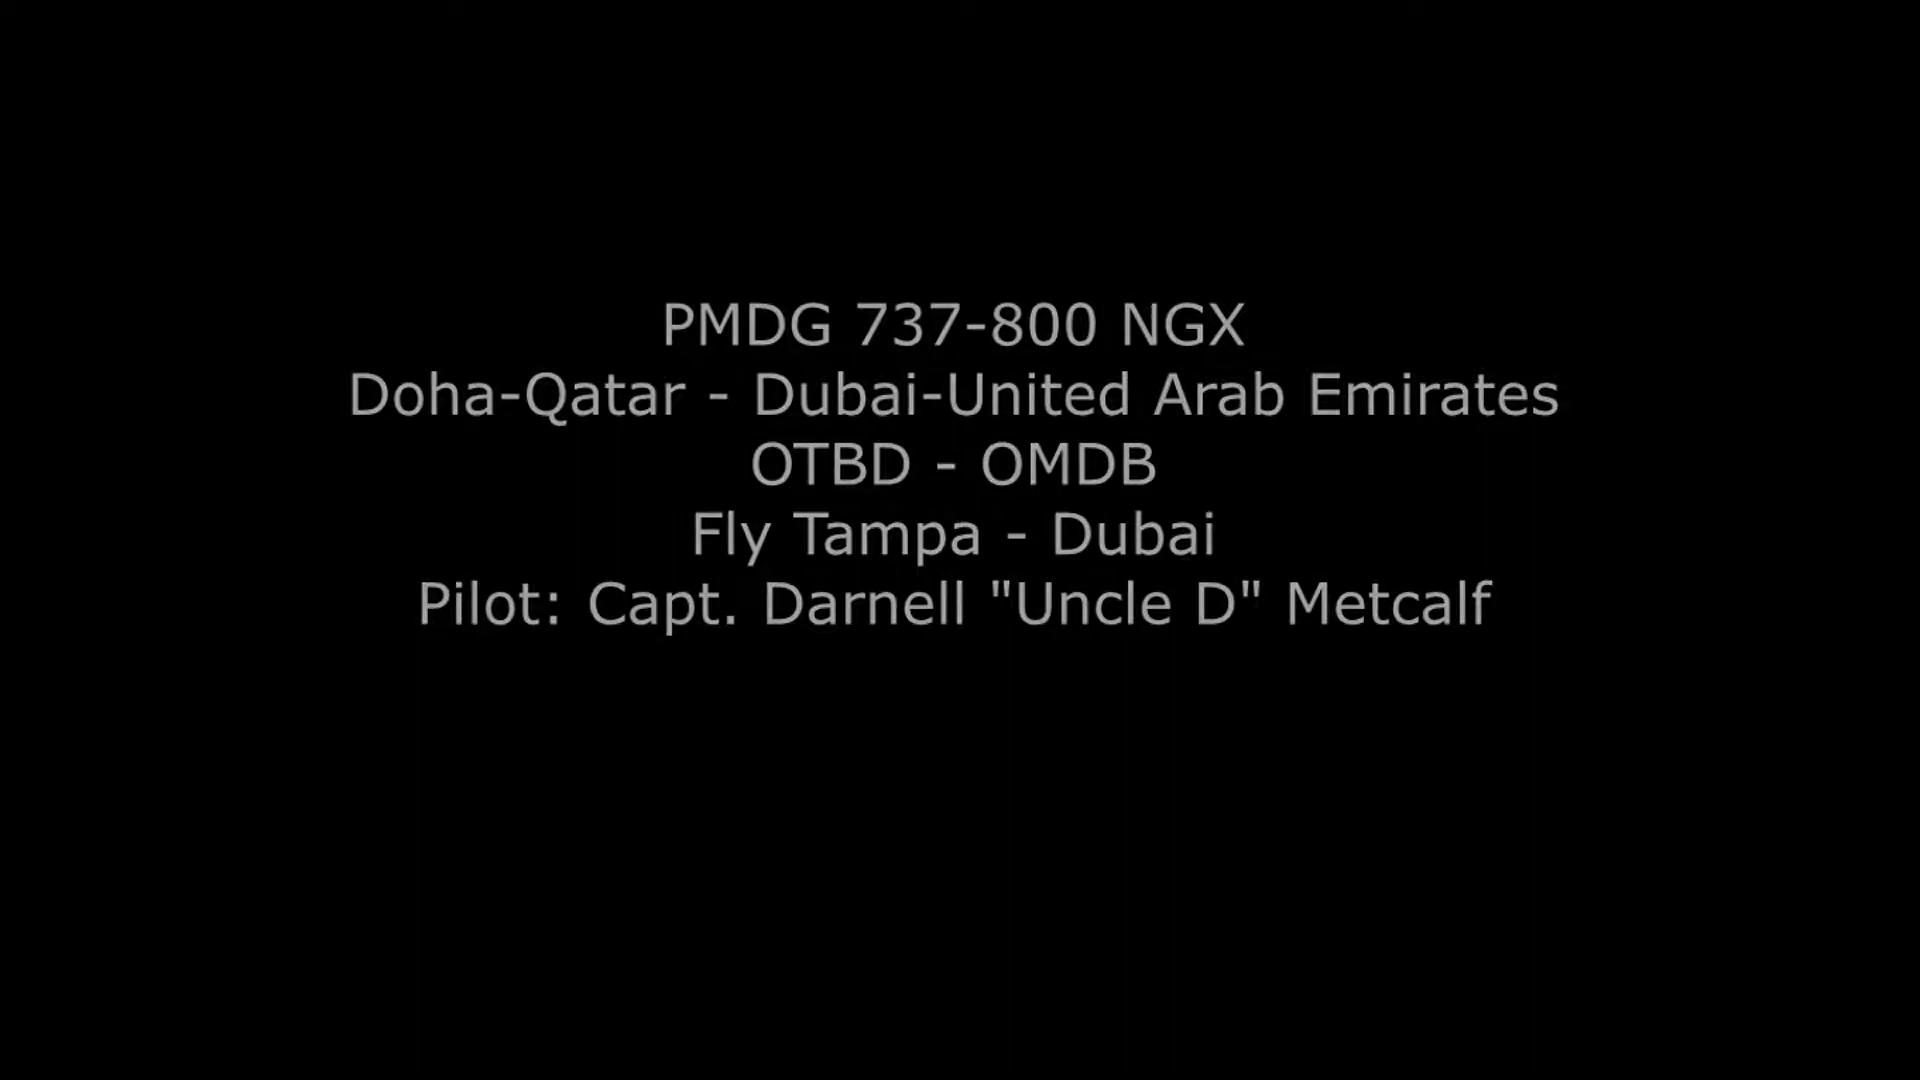 PMDG 737-800 NGX
Doha-Qatar - Dubai-United Arab Emirates
OTBD - OMDB
Fly Tampa - Dubai
Pilot: Capt. Darnell "Uncle D" Metcalf